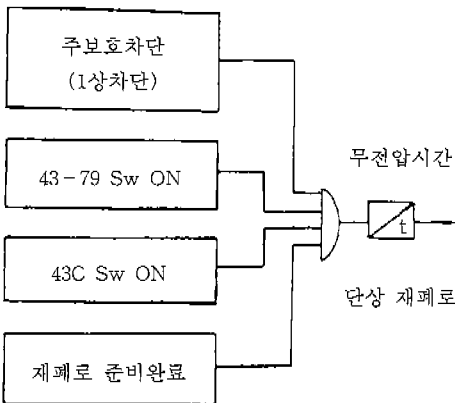 주보호차단
(1상차단)
43-79 Sw ON
43C Sw ON
재폐로 준비완료
무전압시간
t
단상 재폐로